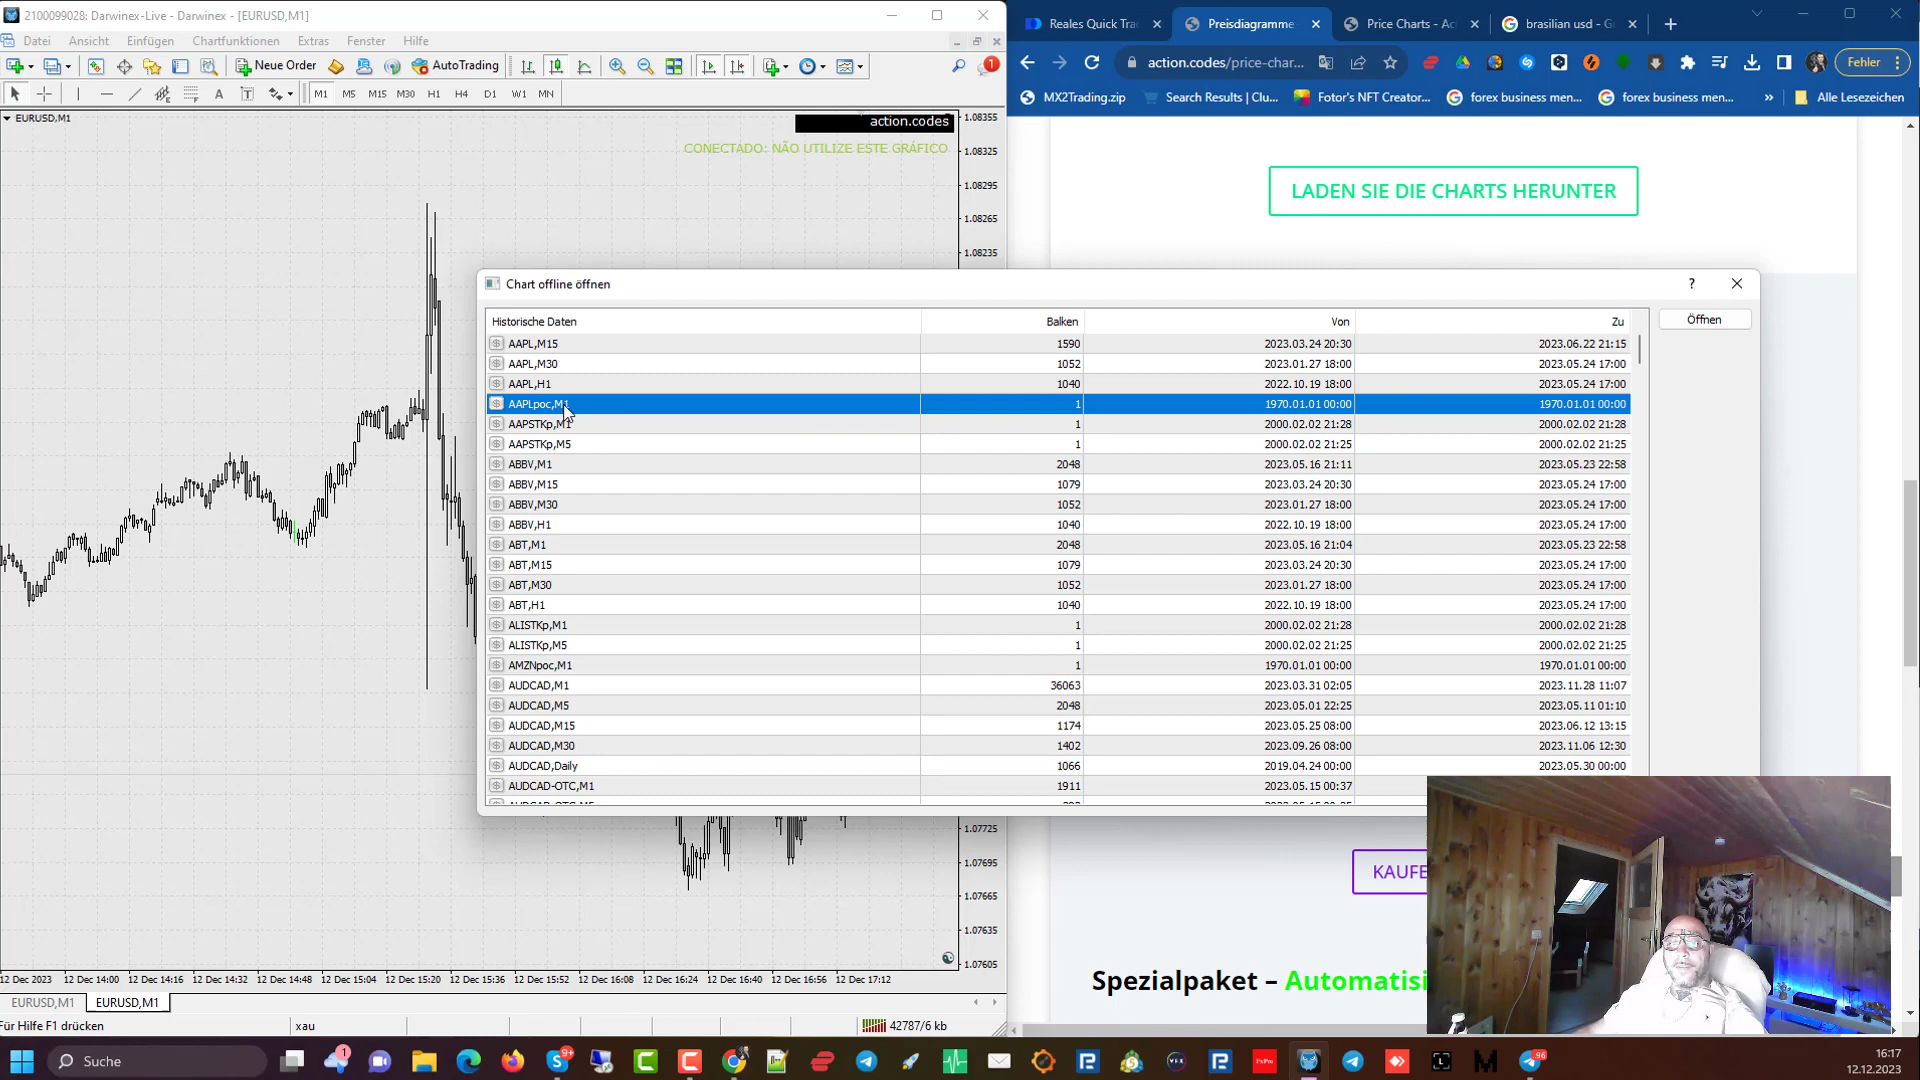 2100099028: Darwinex-Live - Darwinex - [EURUSD,M1]
Datei Ansicht Einfügen Chartfunktionen Extras Fenster Hilfe
New Order AutoTrading 1
A T M1 M5 M15 M30 H1 H4 D1 W1 MN
EURUSD,M1
action.codes
CONECTADO: NÃO UTILIZE ESTE GRÁFICO
1.08355
1.08325
1.08295
1.08265
1.08235
1.07725
1.07695
1.07665
1.07635
1.07605
12 Dec 2023 12 Dec 14:00 12 Dec 14:16 12 Dec 14:32 12 Dec 14:48 12 Dec 15:04 12 Dec 15:20 12 Dec 15:36 12 Dec 15:52 12 Dec 16:08 12 Dec 16:24 12 Dec 16:40 12 Dec 16:56 12 Dec 17:12
EURUSD,M1 EURUSD,M1
Für Hilfe F1 drücken xau 42787/6 kb
Reales Quick Tra Preisdiagramme Price Charts - Ac brasilian usd - G
action.codes/price-char... Fehler
MX2Trading.zip Search Results | Clu... Fotor's NFT Creator... forex business men... forex business men... » Alle Lesezeichen
LADEN SIE DIE CHARTS HERUNTER
Chart offline öffnen ?
Historische Daten Balken Von Zu Öffnen
AAPL,M15 1590 2023.03.24 20:30 2023.06.22 21:15
AAPL,M30 1052 2023.01.27 18:00 2023.05.24 17:00
AAPL,H1 1040 2022.10.19 18:00 2023.05.24 17:00
AAPLpoc,M1 1 1970.01.01 00:00 1970.01.01 00:00
AAPSTKp,M1 1 2000.02.02 21:28 2000.02.02 21:28
AAPSTKp,M5 1 2000.02.02 21:25 2000.02.02 21:25
ABBV,M1 2048 2023.05.16 21:11 2023.05.23 22:58
ABBV,M15 1079 2023.03.24 20:30 2023.05.24 17:00
ABBV,M30 1052 2023.01.27 18:00 2023.05.24 17:00
ABBV,H1 1040 2022.10.19 18:00 2023.05.24 17:00
ABT,M1 2048 2023.05.16 21:04 2023.05.23 22:58
ABT,M15 1079 2023.03.24 20:30 2023.05.24 17:00
ABT,M30 1052 2023.01.27 18:00 2023.05.24 17:00
ABT,H1 1040 2022.10.19 18:00 2023.05.24 17:00
ALISTKp,M1 1 2000.02.02 21:28 2000.02.02 21:28
ALISTKp,M5 1 2000.02.02 21:25 2000.02.02 21:25
AMZNpoc,M1 1 1970.01.01 00:00 1970.01.01 00:00
AUDCAD,M1 36063 2023.03.31 02:05 2023.11.28 11:07
AUDCAD,M5 2048 2023.05.01 22:25 2023.05.11 01:10
AUDCAD,M15 1174 2023.05.25 08:00 2023.06.12 13:15
AUDCAD,M30 1402 2023.09.26 08:00 2023.11.06 12:30
AUDCAD,Daily 1066 2019.04.24 00:00 2023.05.30 00:00
AUDCAD-OTC,M1 1911 2023.05.15 00:37
KAUFE
Spezialpaket – Automatisi
Suche
16:17
12.12.2023